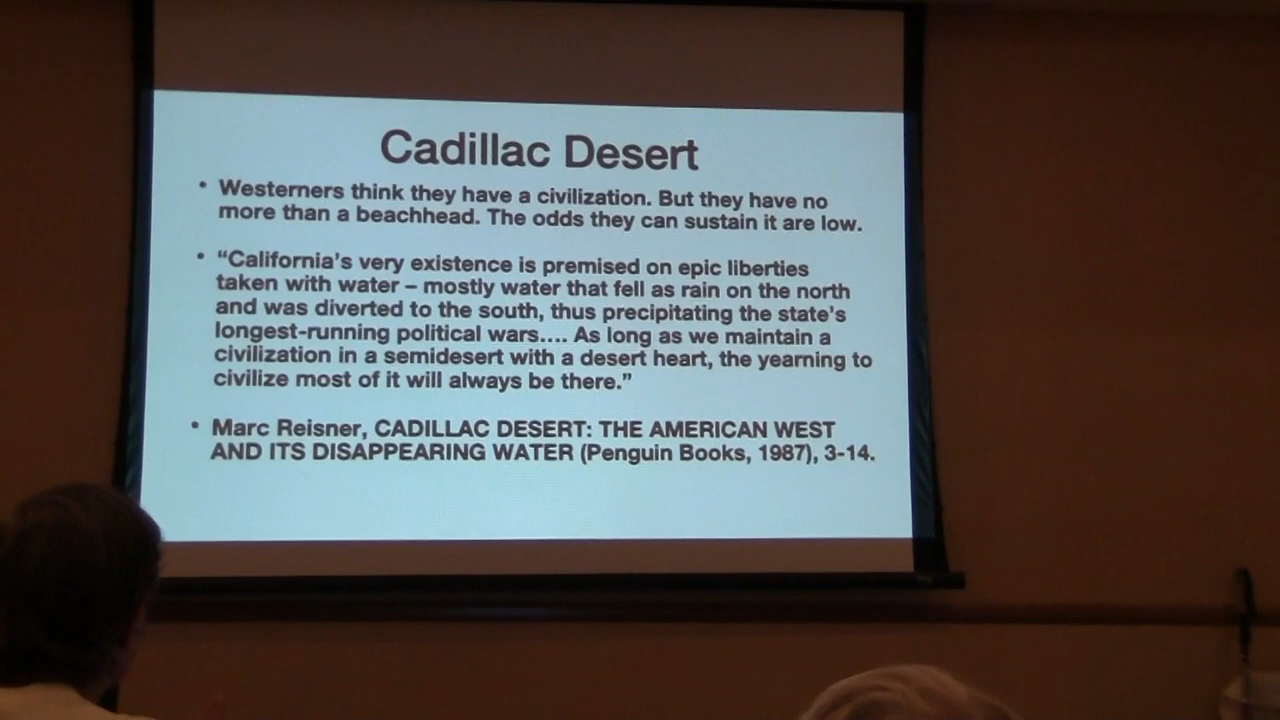 Cadillac Desert
• Westerners think they have a civilization. But they have no
more than a beachhead. The odds they can sustain it are low.
• “California’s very existence is premised on epic liberties
taken with water – mostly water that fell as rain on the north
and was diverted to the south, thus precipitating the state’s
longest-running political wars…. As long as we maintain a
civilization in a semidesert with a desert heart, the yearning to
civilize most of it will always be there.”
• Marc Reisner, CADILLAC DESERT: THE AMERICAN WEST
AND ITS DISAPPEARING WATER (Penguin Books, 1987), 3-14.